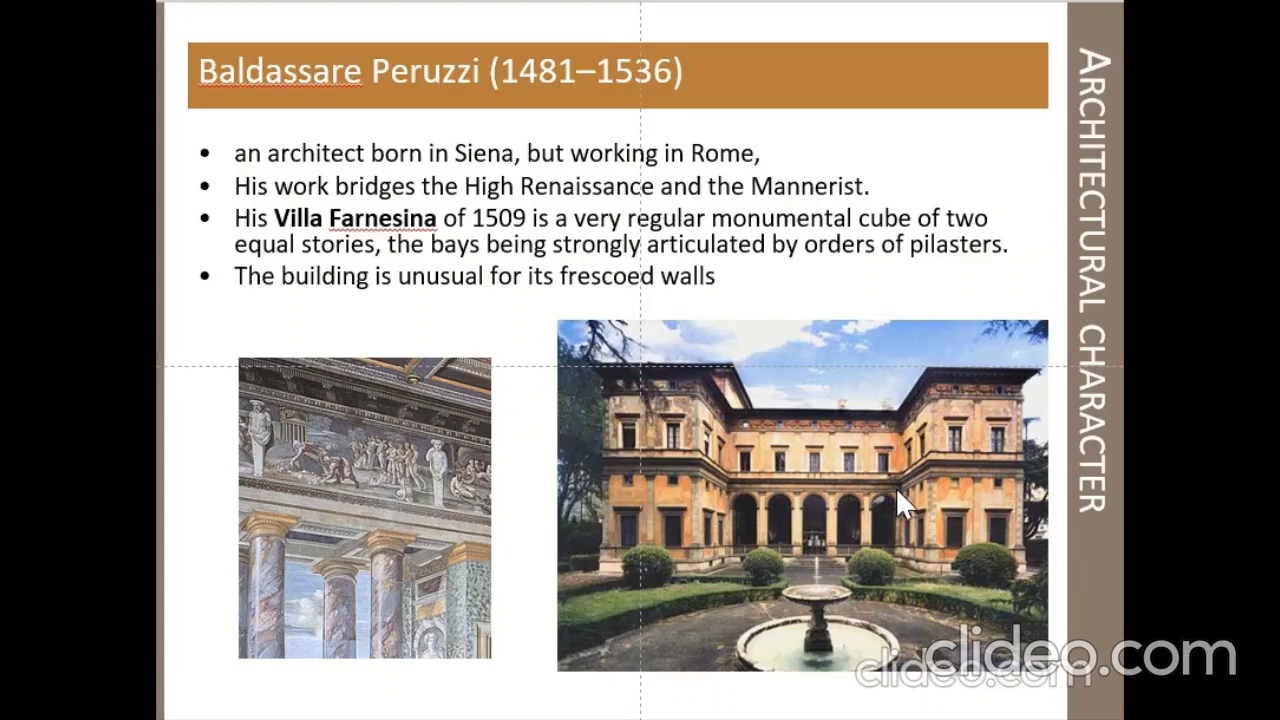 Baldassare Peruzzi (1481–1536)
• an architect born in Siena, but working in Rome,
• His work bridges the High Renaissance and the Mannerist.
• His Villa Farnesina of 1509 is a very regular monumental cube of two
equal stories, the bays being strongly articulated by orders of pilasters.
• The building is unusual for its frescoed walls
ARCHITECTURAL CHARACTER
clideo.com
clideo.com